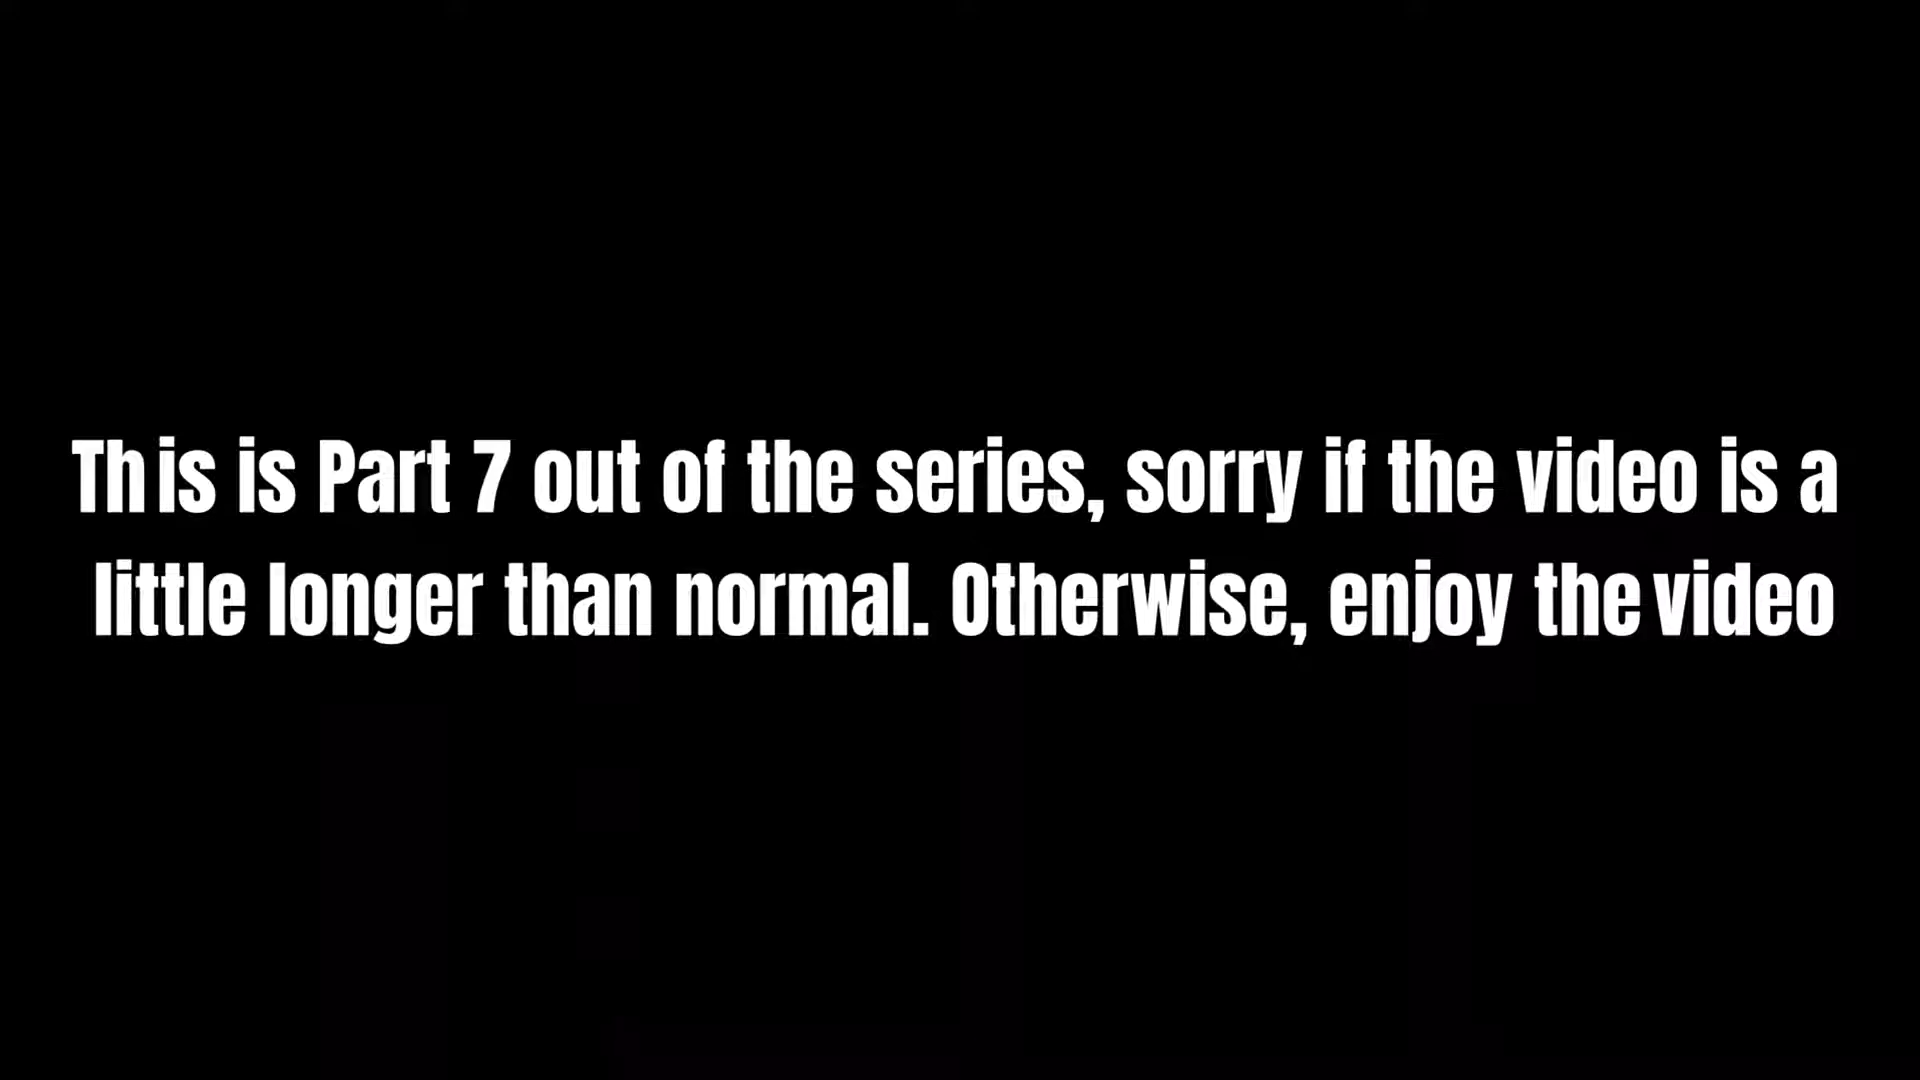 This is Part 7 out of the series, sorry if the video is a
little longer than normal. Otherwise, enjoy the video